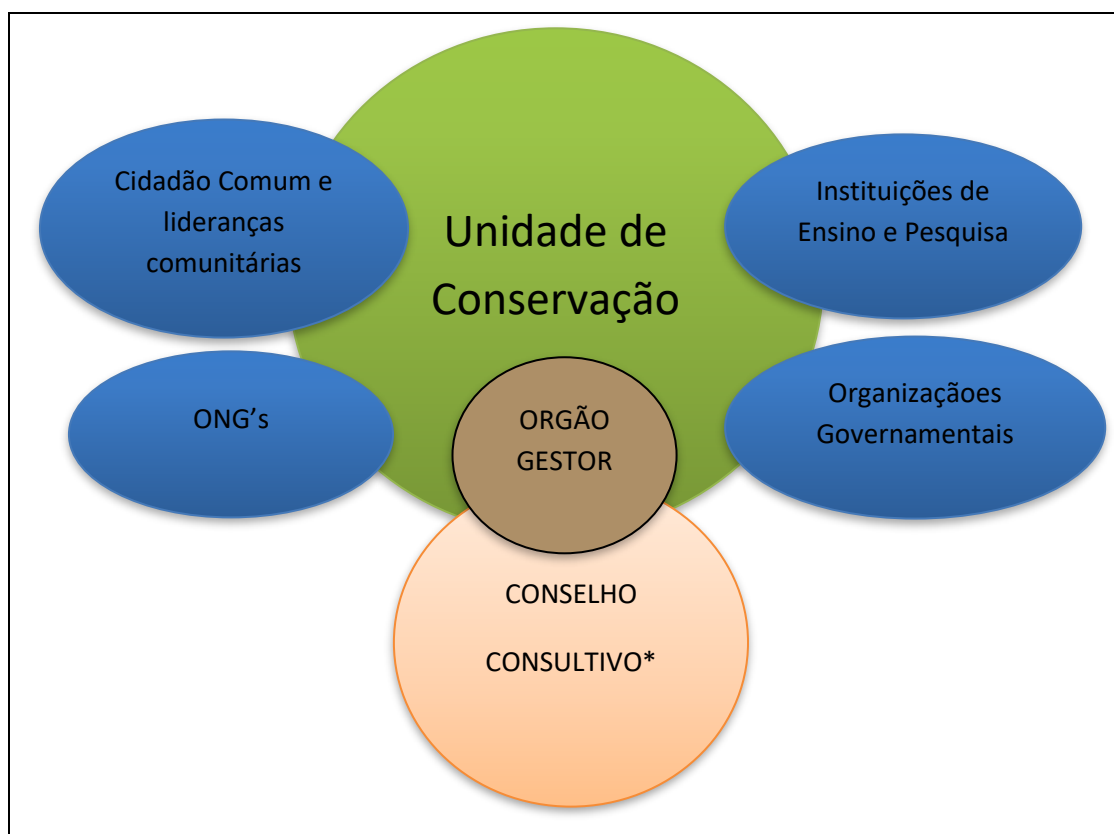 Cidadão Comum e
lideranças
comunitárias
Unidade de
Conservação
Instituições de
Ensino e Pesquisa
ONG's
ORGÃO
GESTOR
Organizaçãoes
Governamentais
CONSELHO
CONSULTIVO*